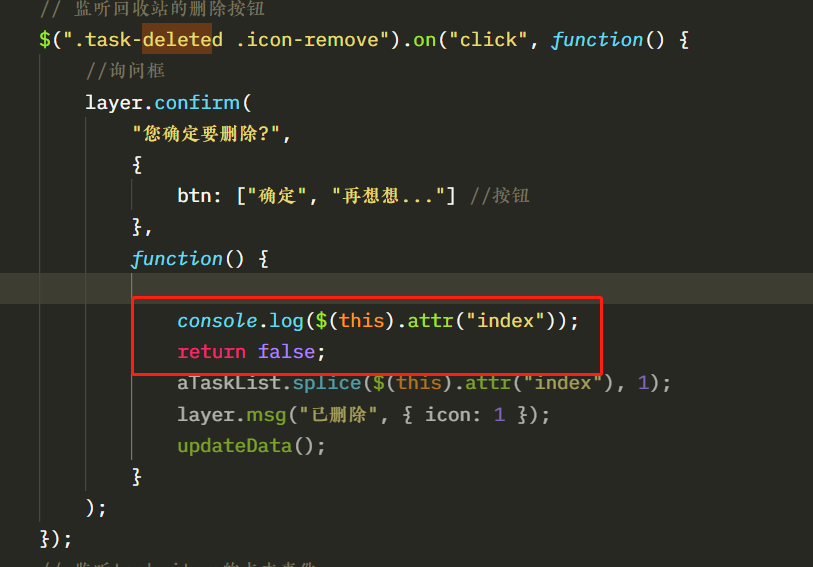 // 监听回收站的删除按钮
$(".task-deleted .icon-remove").on("click", function() {
//询问框
layer.confirm(
"您确定要删除?",
{
btn: ["确定", "再想想..."] //按钮
},
function() {
console.log($(this).attr("index"));
return false;
aTaskList.splice($(this).attr("index"), 1);
layer.msg("已删除", { icon: 1 });
updateData();
}
);
});